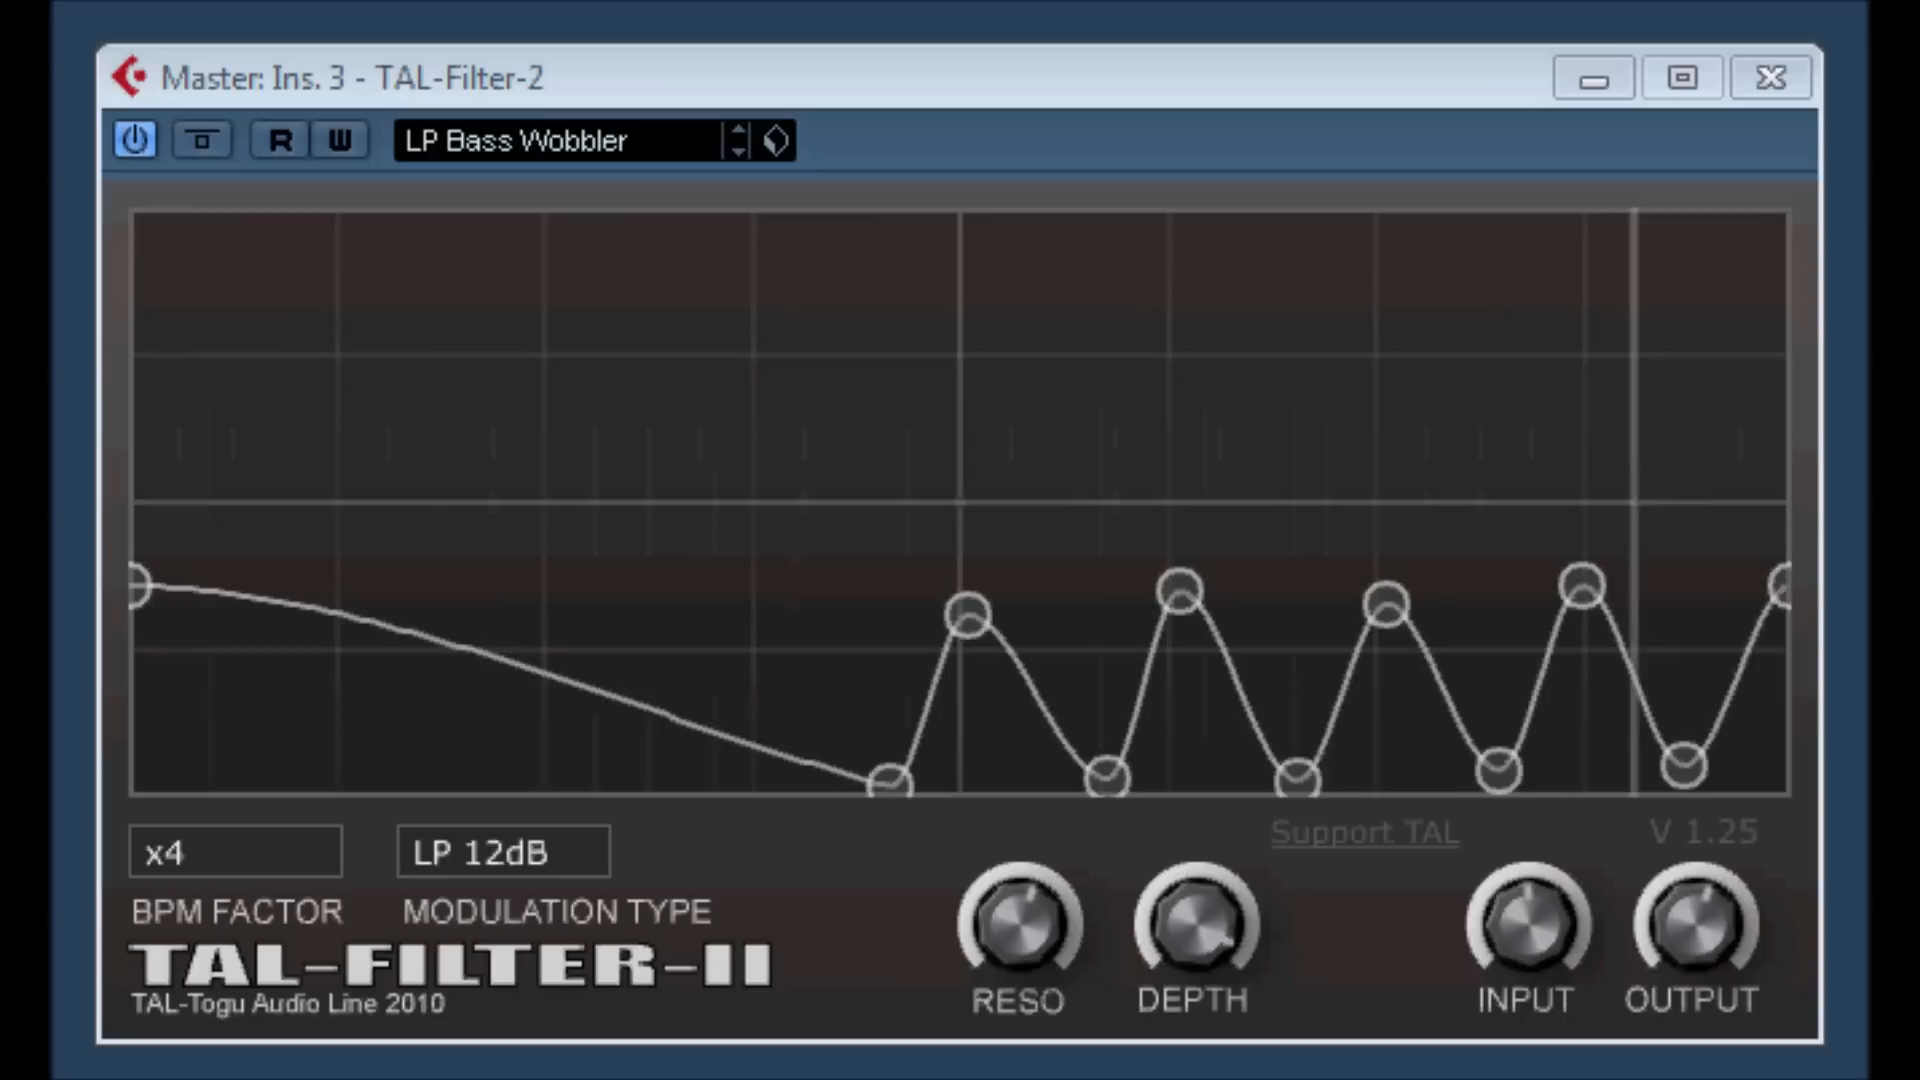 Master: Ins. 3 - TAL-Filter-2
R W LP Bass Wobbler
Support TAL V 1.25
x4 LP 12dB
BPM FACTOR MODULATION TYPE
TAL-FILTER-II
TAL-Togu Audio Line 2010
RESO DEPTH INPUT OUTPUT